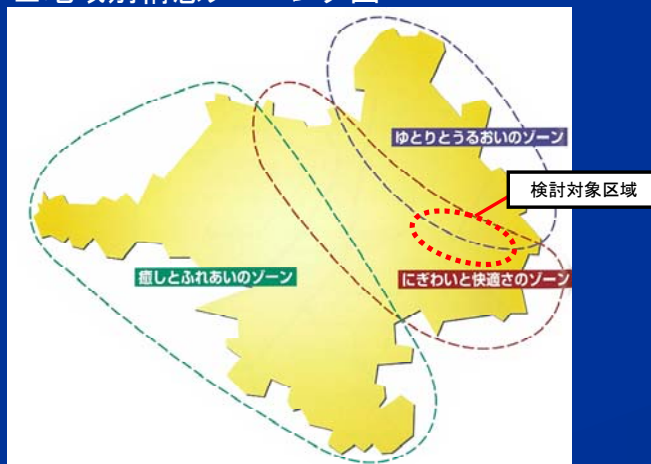 ゆとりとうるおいのゾーン
検討対象区域
癒しとふれあいのゾーン
にぎわいと快適さのゾーン